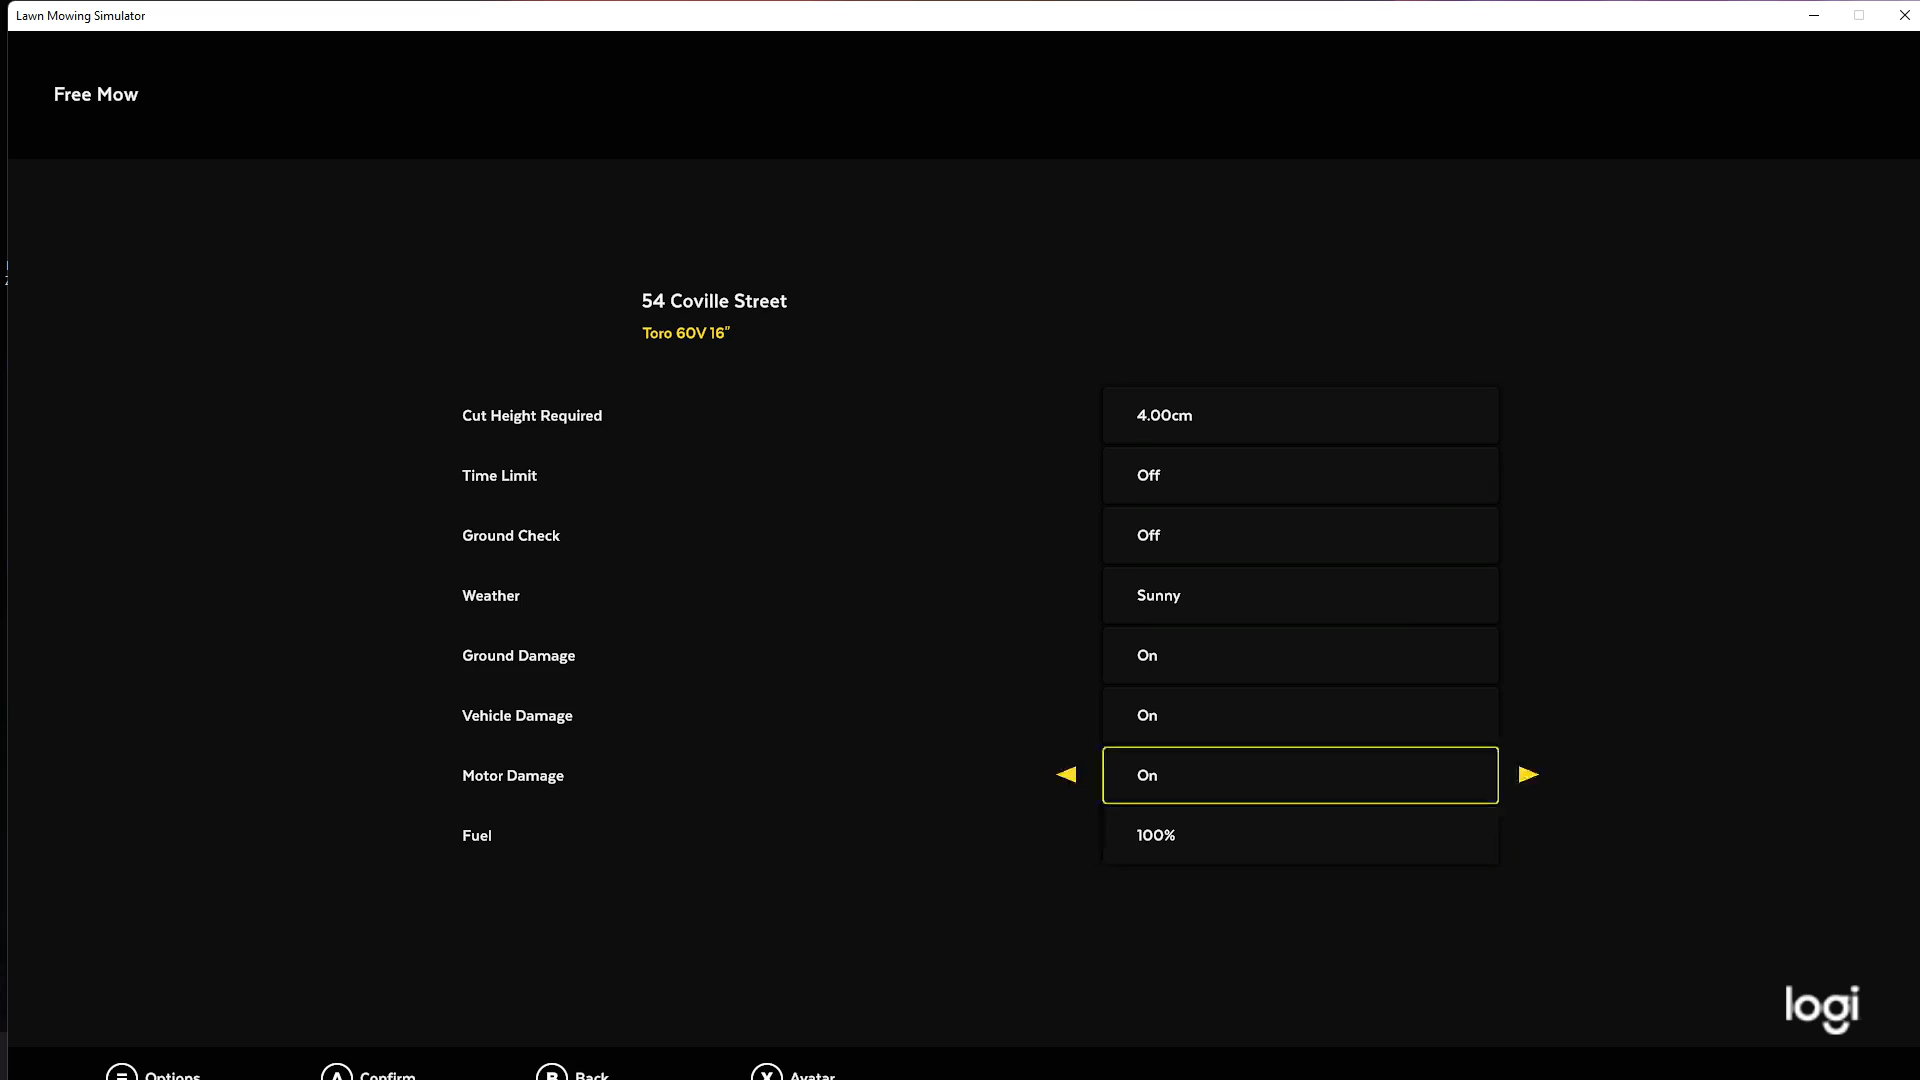 Lawn Mowing Simulator
Free Mow
54 Coville Street
Toro 60V 16"
Cut Height Required 4.00cm
Time Limit Off
Ground Check Off
Weather Sunny
Ground Damage On
Vehicle Damage On
Motor Damage On
Fuel 100%
logi
Options A Confirm B Back X Avatar